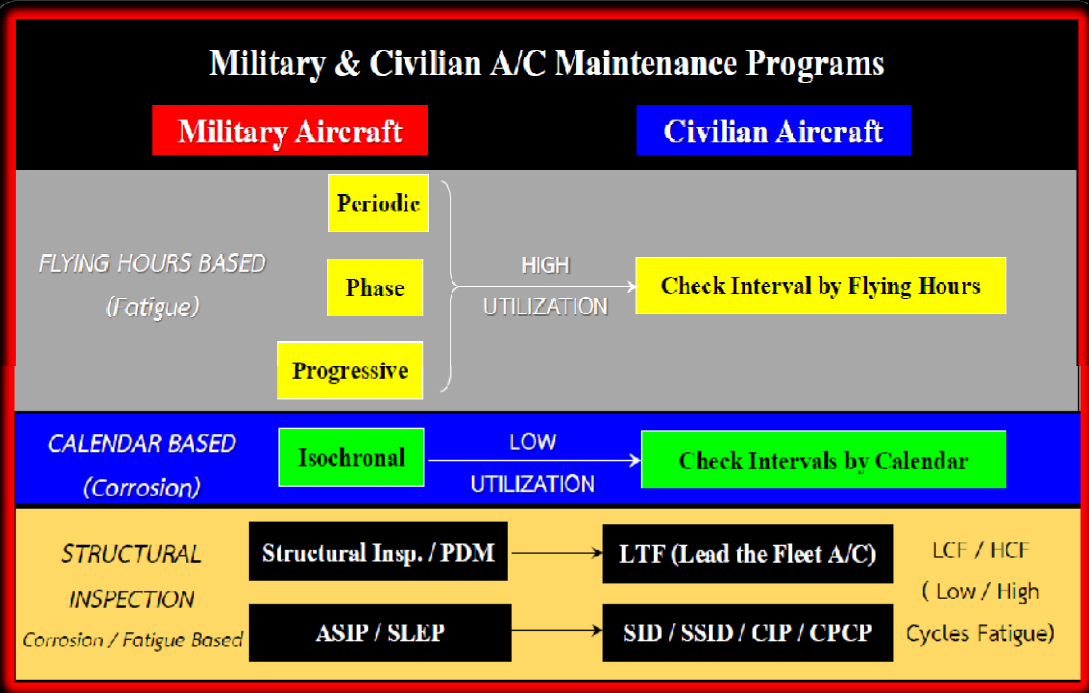 Military & Civilian A/C Maintenance Programs
Military Aircraft
Civilian Aircraft
FLYING HOURS BASED
(Fatigue)
Periodic
Phase
Progressive
HIGH
UTILIZATION
Check Interval by Flying Hours
CALENDAR BASED
(Corrosion)
Isochronal
LOW
UTILIZATION
Check Intervals by Calendar
STRUCTURAL
INSPECTION
Corrosion / Fatigue Based
Structural Insp. / PDM
LTF (Lead the Fleet A/C)
ASIP / SLEP
SID / SSID / CIP / CPCP
LCF / HCF
( Low / High
Cycles Fatigue)